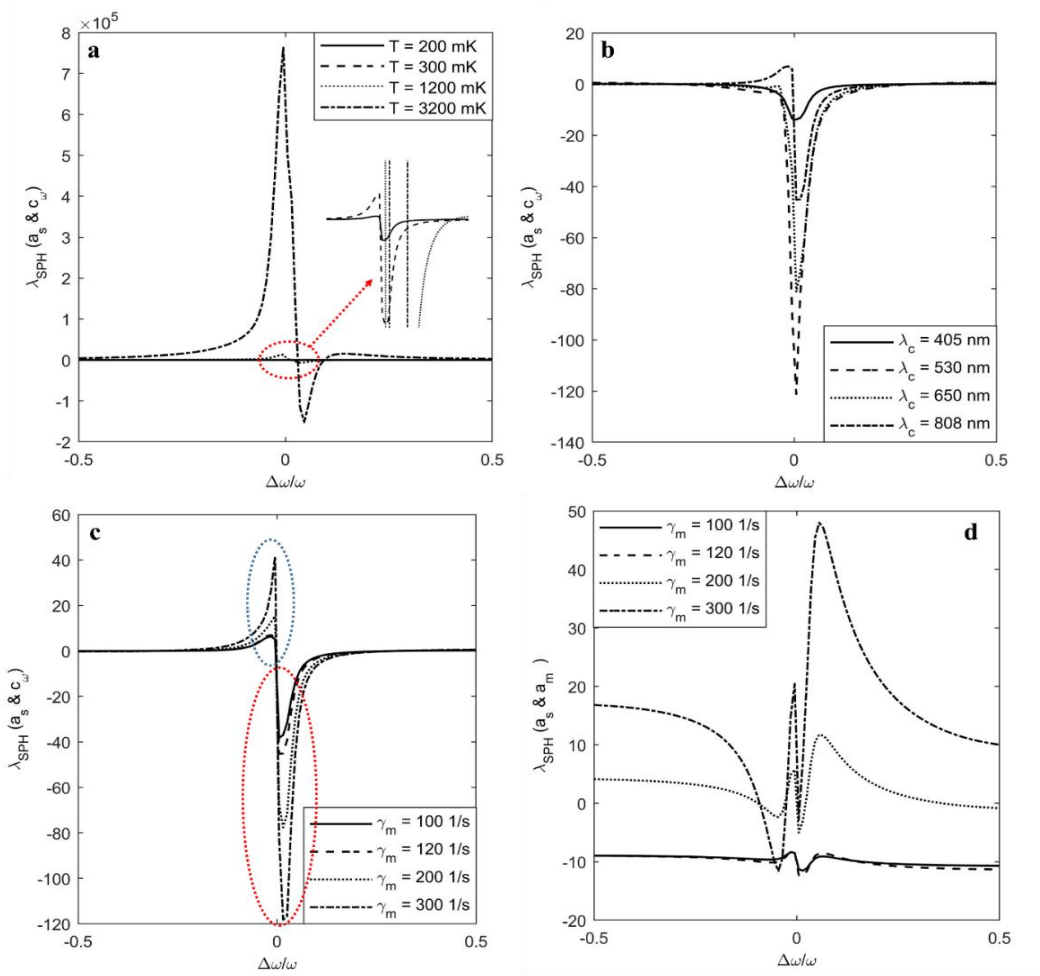 ×10⁵
a
T = 200 mK
T = 300 mK
T = 1200 mK
T = 3200 mK
8
7
6
5
4
3
2
1
0
-1
-2
-0.5 0 0.5
Δω/ω
λ_SPH (a_s & c_ω)
b
20
0
-20
-40
-60
-80
-100
-120
-140
λ_c = 405 nm
λ_c = 530 nm
λ_c = 650 nm
λ_c = 808 nm
-0.5 0 0.5
Δω/ω
λ_SPH (a_s & c_ω)
c
60
40
20
0
-20
-40
-60
-80
-100
-120
γ_m = 100 1/s
γ_m = 120 1/s
γ_m = 200 1/s
γ_m = 300 1/s
-0.5 0 0.5
Δω/ω
λ_SPH (a_s & c_ω)
d
γ_m = 100 1/s
γ_m = 120 1/s
γ_m = 200 1/s
γ_m = 300 1/s
50
40
30
20
10
0
-10
-20
-0.5 0 0.5
Δω/ω
λ_SPH (a_s & a_m)